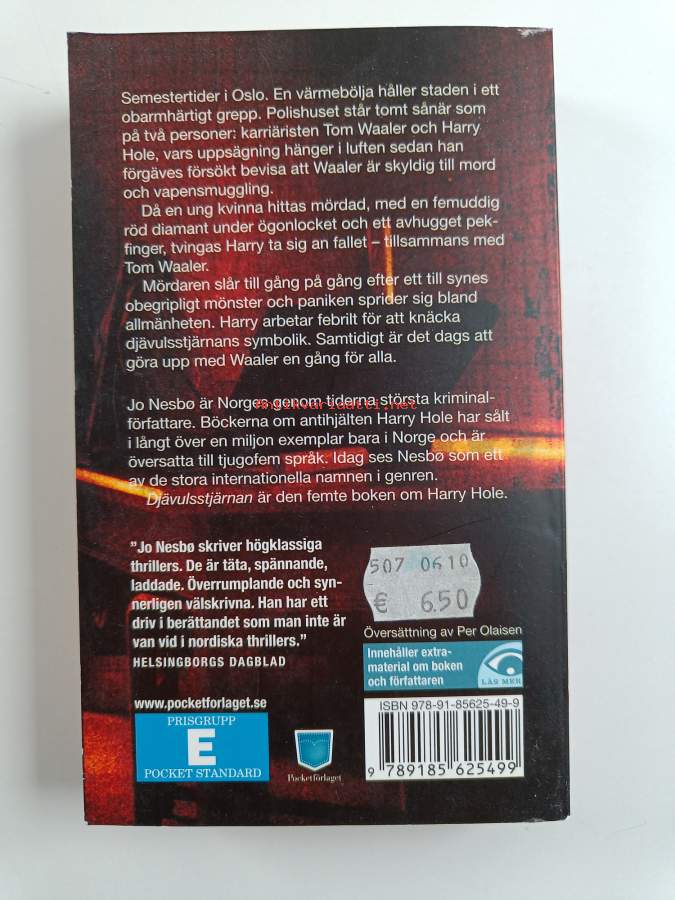 Semestertider i Oslo. En värmebölja håller staden i ett
obarmhärtigt grepp. Polishuset står tomt sånär som
på två personer: karriäristen Tom Waaler och Harry
Hole, vars uppsägning hänger i luften sedan han
förgäves försökt bevisa att Waaler är skyldig till mord
och vapensmuggling.
Då en ung kvinna hittas mördad, med en femuddig
röd diamant under ögonlocket och ett avhugget pek-
finger, tvingas Harry ta sig an fallet – tillsammans med
Tom Waaler.
Mördaren slår till gång på gång efter ett till synes
obegripligt mönster och paniken sprider sig bland
allmänheten. Harry arbetar febrilt för att knäcka
djävulsstjärnans symbolik. Samtidigt är det dags att
göra upp med Waaler en gång för alla.
Jo Nesbø är Norges genom tiderna största kriminal-
författare. Böckerna om antihjälten Harry Hole har sålt
i långt över en miljon exemplar bara i Norge och är
översatta till tjugofem språk. Idag ses Nesbø som ett
av de stora internationella namnen i genren.
Djävulsstjärnan är den femte boken om Harry Hole.
Antikvariaatti.net
"Jo Nesbø skriver högklassiga
thrillers. De är täta, spännande,
laddade. Överrumplande och syn-
nerligen välskrivna. Han har ett
driv i berättandet som man inte är
van vid i nordiska thrillers."
HELSINGBORGS DAGBLAD
507 0610
€ 6.50
Översättning av Per Olaisen
Innehåller extra-
material om boken
och författaren
LÄS MER
www.pocketforlaget.se
PRISGRUPP
E
POCKET STANDARD
Pocketförlaget
ISBN 978-91-85625-49-9
9 789185 625499